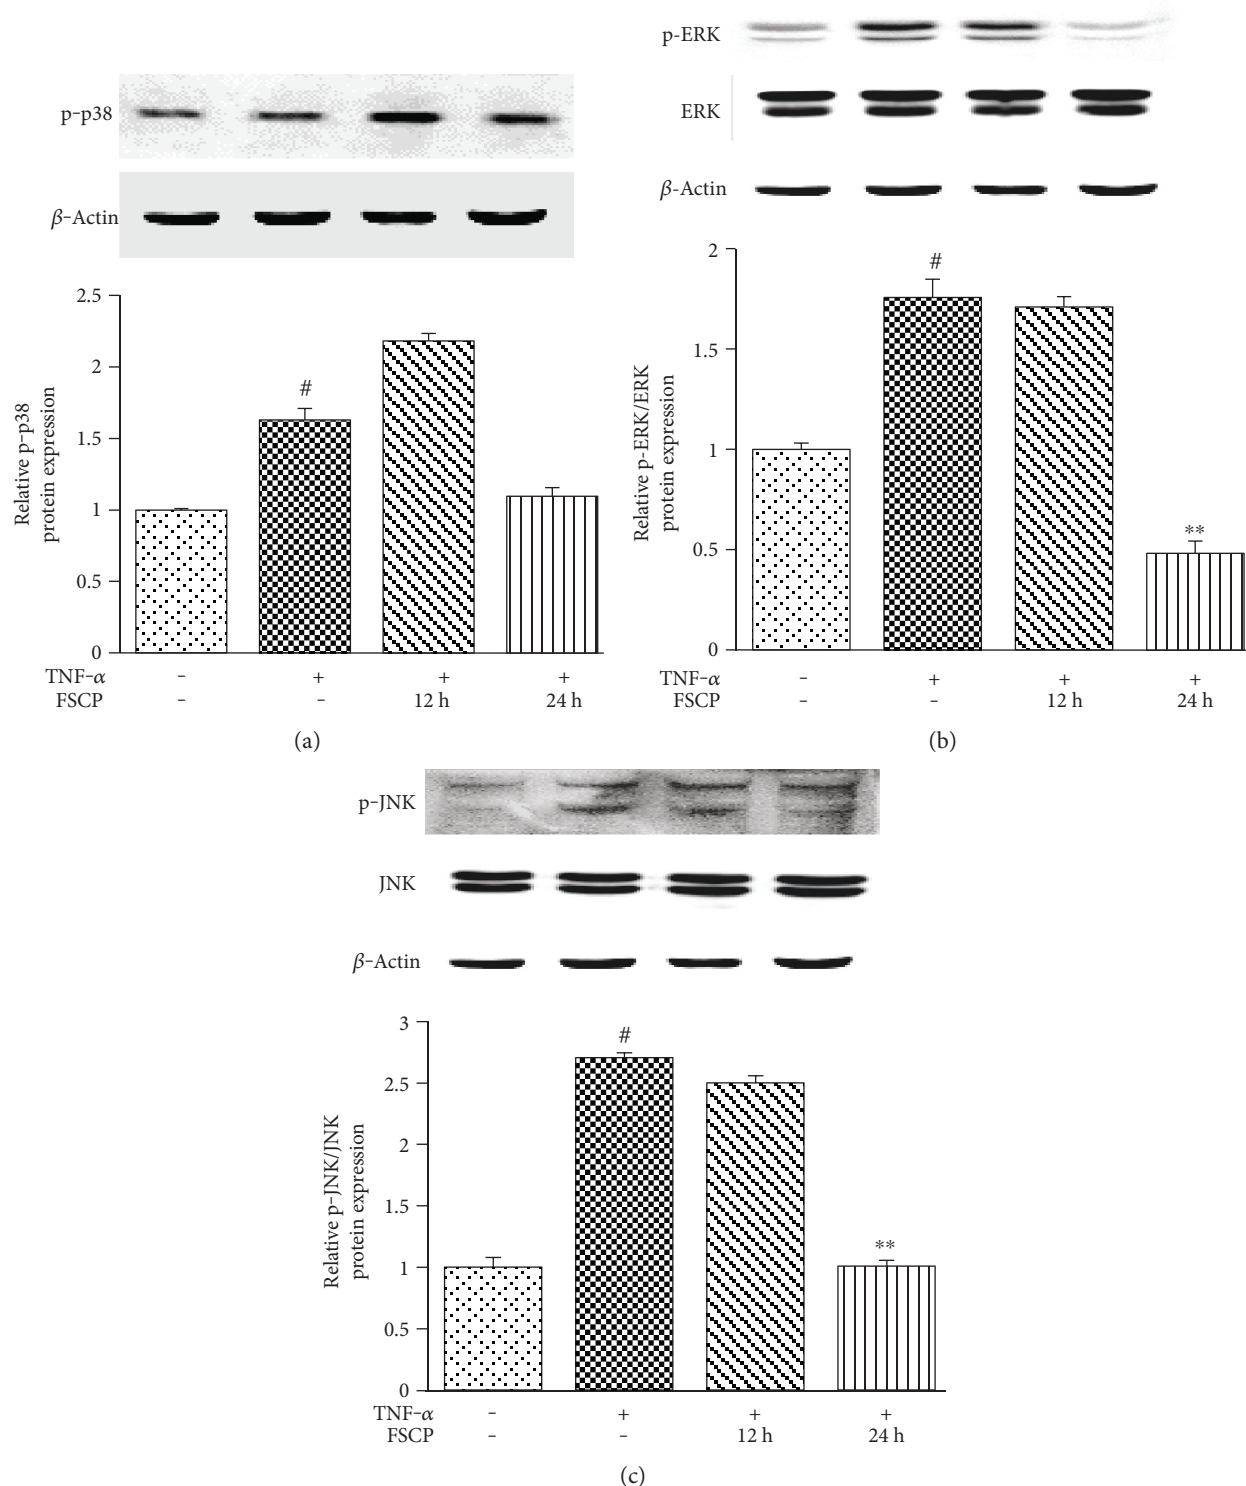 p-p38
β-Actin
2.5
2
1.5
1
0.5
0
Relative p-p38
protein expression
#
TNF-α - + + +
FSCP - - 12 h 24 h
(a)
p-ERK
ERK
β-Actin
2
1.5
1
0.5
0
Relative p-ERK/ERK
protein expression
#
**
TNF-α - + + +
FSCP - - 12 h 24 h
(b)
p-JNK
JNK
β-Actin
3
2.5
2
1.5
1
0.5
0
Relative p-JNK/JNK
protein expression
#
**
TNF-α - + + +
FSCP - - 12 h 24 h
(c)